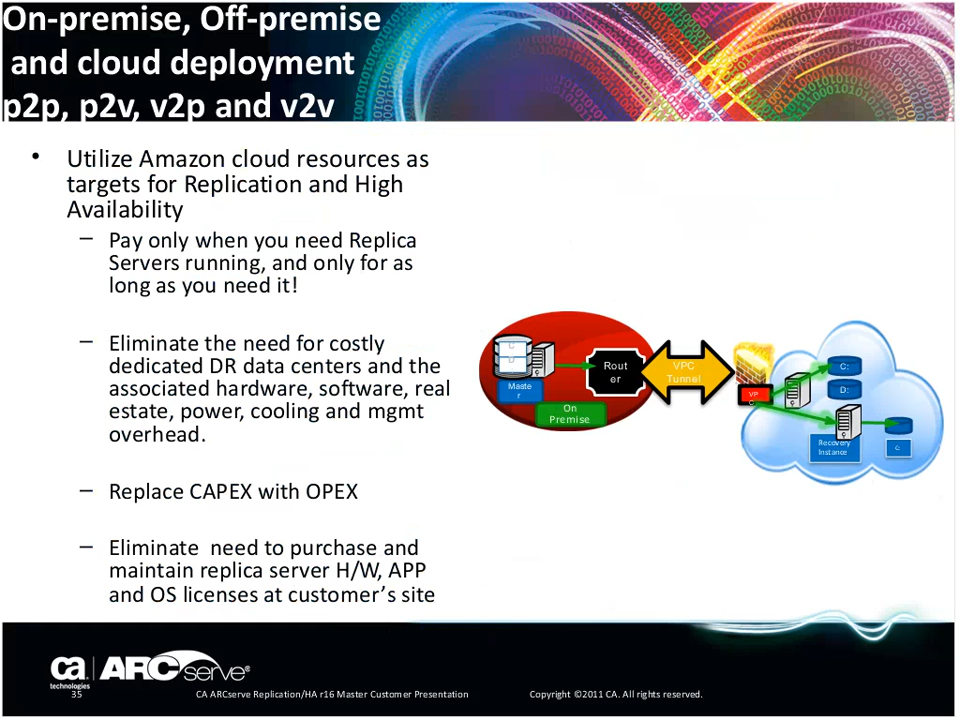 On-premise, Off-premise
and cloud deployment
p2p, p2v, v2p and v2v
• Utilize Amazon cloud resources as
targets for Replication and High
Availability
– Pay only when you need Replica
Servers running, and only for as
long as you need it!
– Eliminate the need for costly
dedicated DR data centers and the
associated hardware, software, real
estate, power, cooling and mgmt
overhead.
– Replace CAPEX with OPEX
– Eliminate  need to purchase and
maintain replica server H/W, APP
and OS licenses at customer’s site
Maste
r
On
Premise
Rout
er
VPC
Tunnel
VP
C:
D:
Recovery
Instance
C:
ca
technologies
ARCserve®
35
CA ARCserve Replication/HA r16 Master Customer Presentation
Copyright ©2011 CA. All rights reserved.